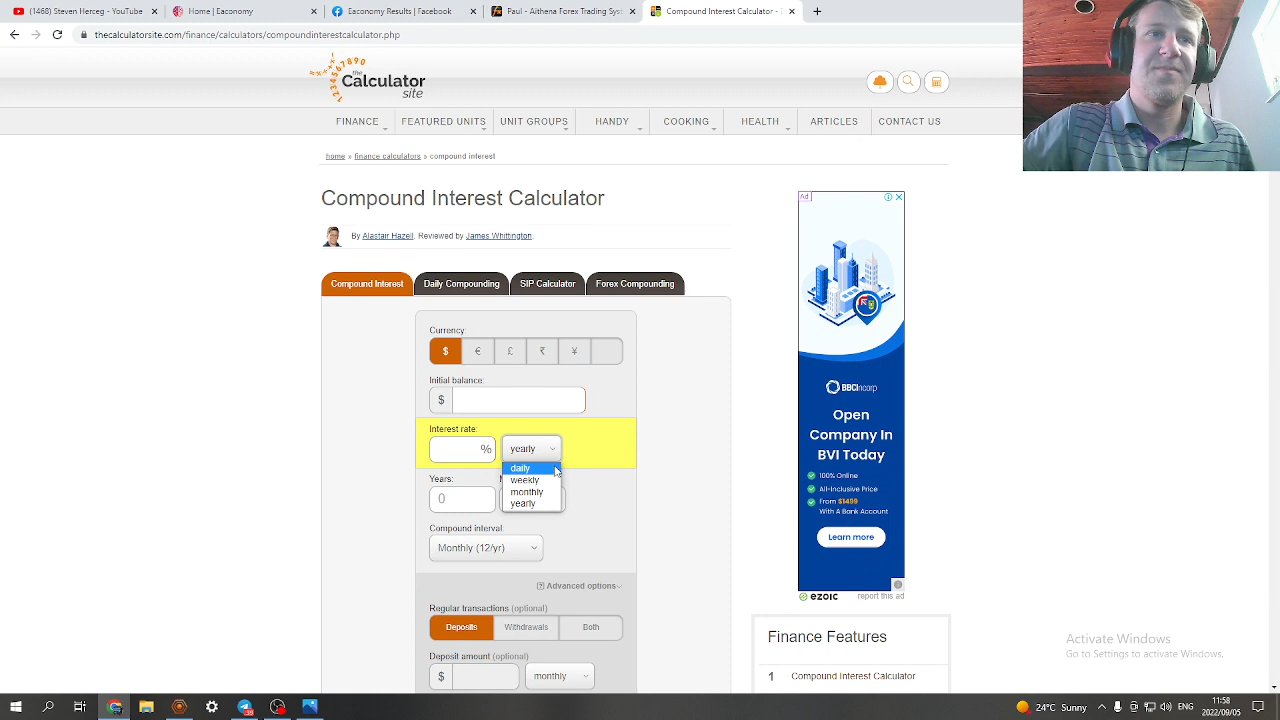 (1468) Steven Herceg - YouTube
Home | Eaconomy
Eaconomy Results | Facebook
Paul - Aithena Forex Trading Syst
Compound Interest Calculator -
thecalculatorsite.com/finance/calculators/compoundinterestcalculator.php
1234567890
the
Calculator
site
FINANCE
FEATURED UNITS
UNIT GROUPS
HANDY
COOKING
HEALTH
ARTICLES
CONTACT US
home » finance calculators » compound interest
Compound Interest Calculator
By Alastair Hazell. Reviewed by James Whittington.
Compound Interest
Daily Compounding
SIP Calculator
Forex Compounding
Currency:
$ € £ ₹ ¥
Initial balance:
$
Interest rate:
% yearly
daily
weekly
monthly
yearly
Years:
0
Compound interval:
Monthly (12/yr)
Advanced options
Regular transactions (optional)
Deposits Withdrawals Both
Deposit amount (optional)
$ monthly
Ad
BBCIncorp
Open
Company In
BVI Today
100% Online
All-Inclusive Price
From $1499
With A Bank Account
Learn more
ezoic
report this ad
Finance Features
1 Compound Interest Calculator
Activate Windows
Go to Settings to activate Windows.
24°C
11:58
2022/09/05